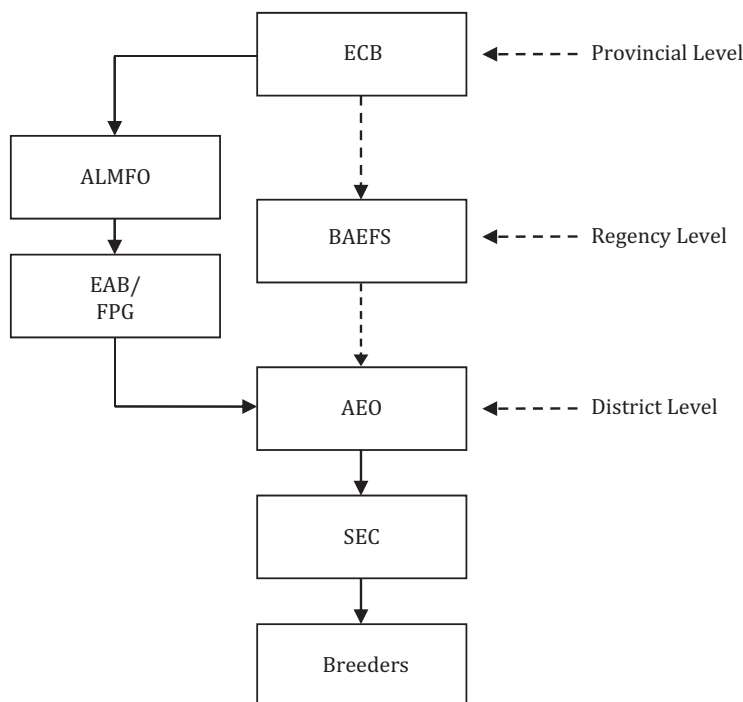 ECB
Provincial Level
ALMFO
BAEFS
Regency Level
EAB/
FPG
AEO
District Level
SEC
Breeders